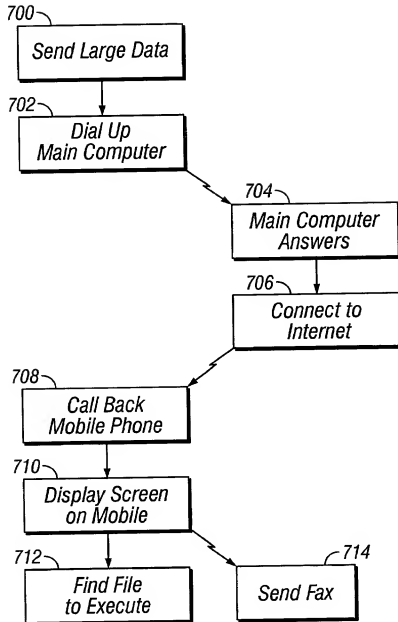 700
Send Large Data
702
Dial Up
Main Computer
704
Main Computer
Answers
706
Connect to
Internet
708
Call Back
Mobile Phone
710
Display Screen
on Mobile
712
Find File
to Execute
714
Send Fax